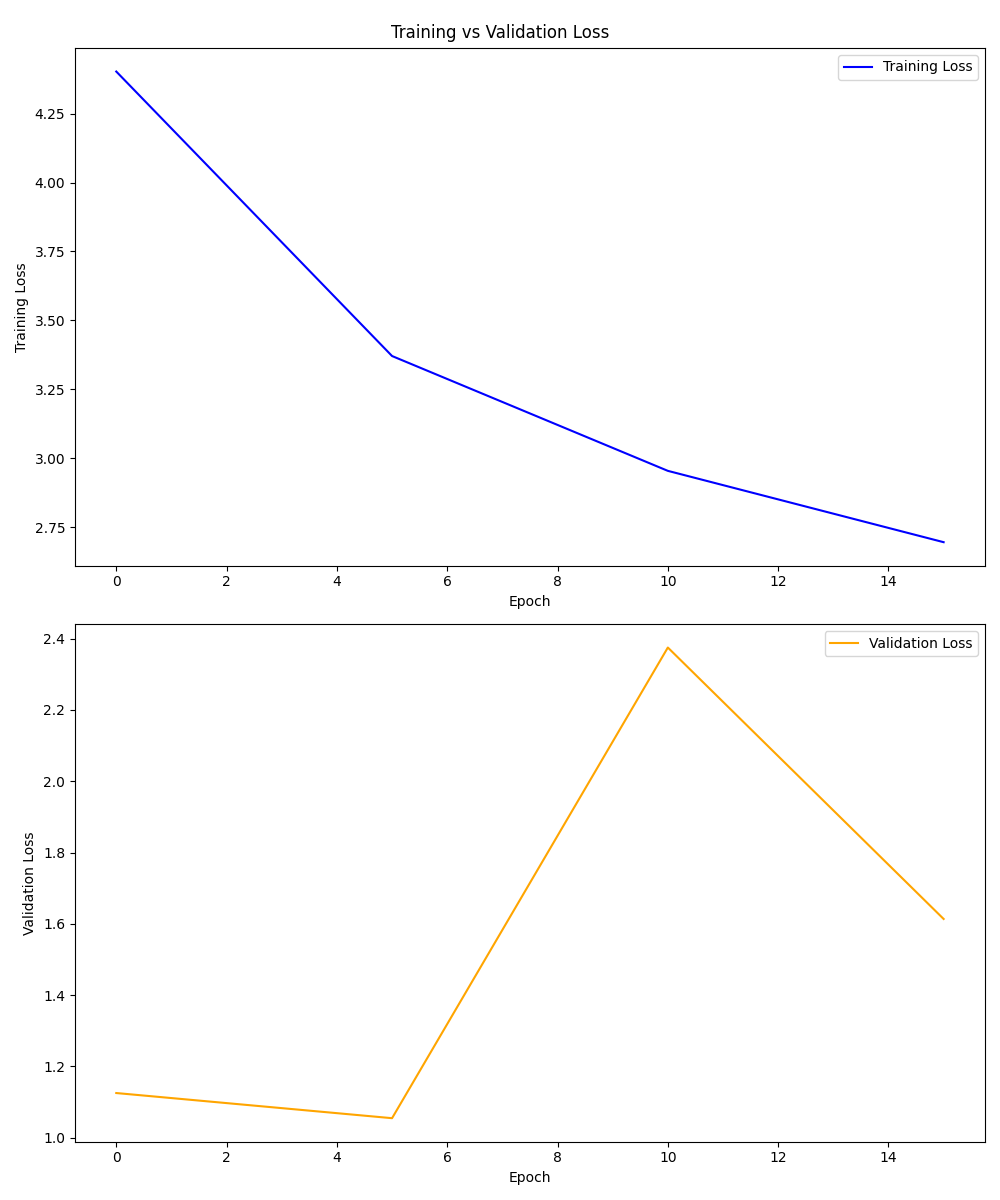 Training vs Validation Loss
Training Loss
4.25
4.00
3.75
3.50
3.25
3.00
2.75
Training Loss
0 2 4 6 8 10 12 14
Epoch
Validation Loss
2.4
2.2
2.0
1.8
1.6
1.4
1.2
1.0
Validation Loss
0 2 4 6 8 10 12 14
Epoch